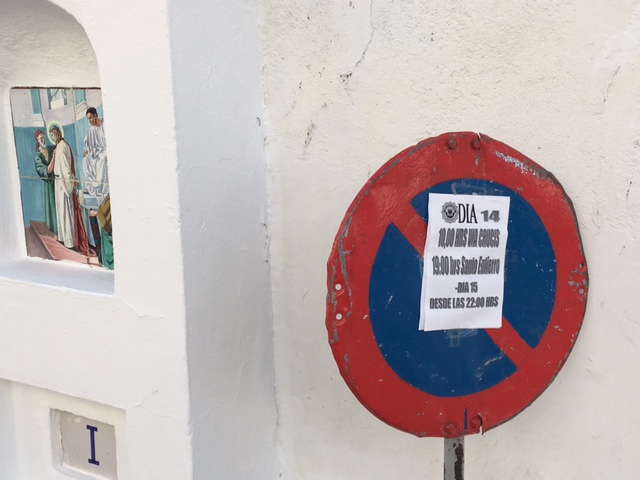 DIA 14
10,00 HRS VIA CRUCIS
19:00 hrs Santo Entierro
-DIA 15
DESDE LAS 22:00 HRS
I